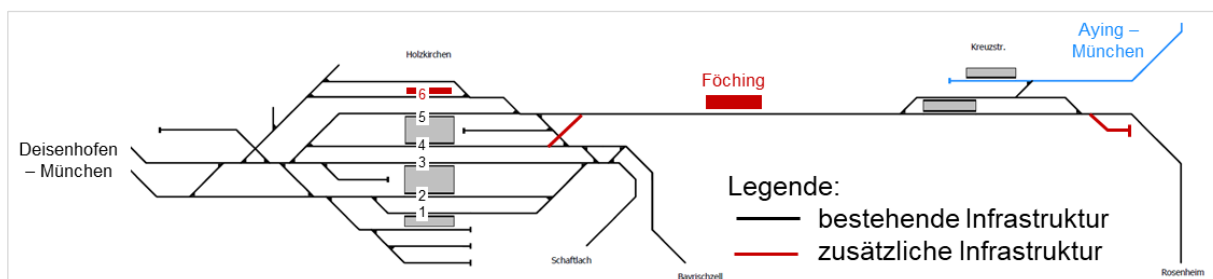 Aying –
München
Holzkirchen
Kreuzstr.
Föching
6
5
4
3
2
1
Deisenhofen
– München
Legende:
bestehende Infrastruktur
zusätzliche Infrastruktur
Schaftlach
Bayrischzell
Rosenheim